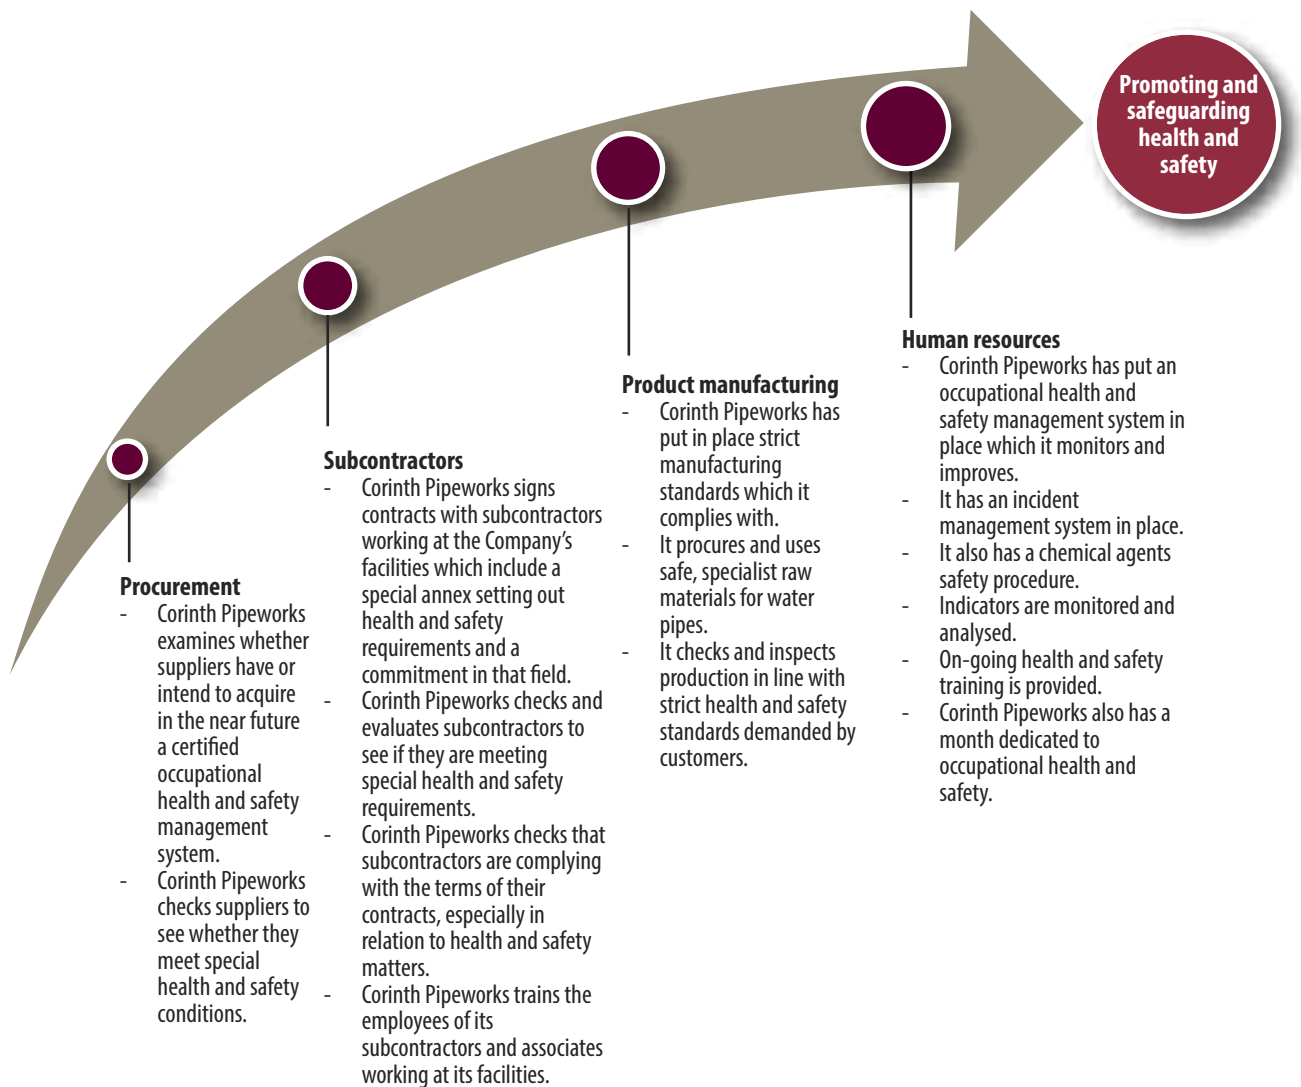 Promoting and
safeguarding
health and
safety
Procurement
- Corinth Pipeworks
examines whether
suppliers have or
intend to acquire
in the near future
a certified
occupational
health and safety
management
system.
- Corinth Pipeworks
checks suppliers to
see whether they
meet special
health and safety
conditions.
Subcontractors
- Corinth Pipeworks signs
contracts with subcontractors
working at the Company’s
facilities which include a
special annex setting out
health and safety
requirements and a
commitment in that field.
- Corinth Pipeworks checks and
evaluates subcontractors to
see if they are meeting
special health and safety
requirements.
- Corinth Pipeworks checks that
subcontractors are complying
with the terms of their
contracts, especially in
relation to health and safety
matters.
- Corinth Pipeworks trains the
employees of its
subcontractors and associates
working at its facilities.
Product manufacturing
- Corinth Pipeworks has
put in place strict
manufacturing
standards which it
complies with.
- It procures and uses
safe, specialist raw
materials for water
pipes.
- It checks and inspects
production in line with
strict health and safety
standards demanded by
customers.
Human resources
- Corinth Pipeworks has put an
occupational health and
safety management system in
place which it monitors and
improves.
- It has an incident
management system in place.
- It also has a chemical agents
safety procedure.
- Indicators are monitored and
analysed.
- On-going health and safety
training is provided.
- Corinth Pipeworks also has a
month dedicated to
occupational health and
safety.